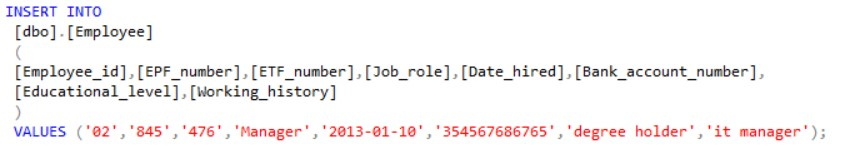 INSERT INTO
[dbo].[Employee]
(
[Employee_id],[EPF_number],[ETF_number],[Job_role],[Date_hired],[Bank_account_number],
[Educational_level],[Working_history]
)
VALUES ('02','845','476','Manager','2013-01-10','354567686765','degree holder','it manager');